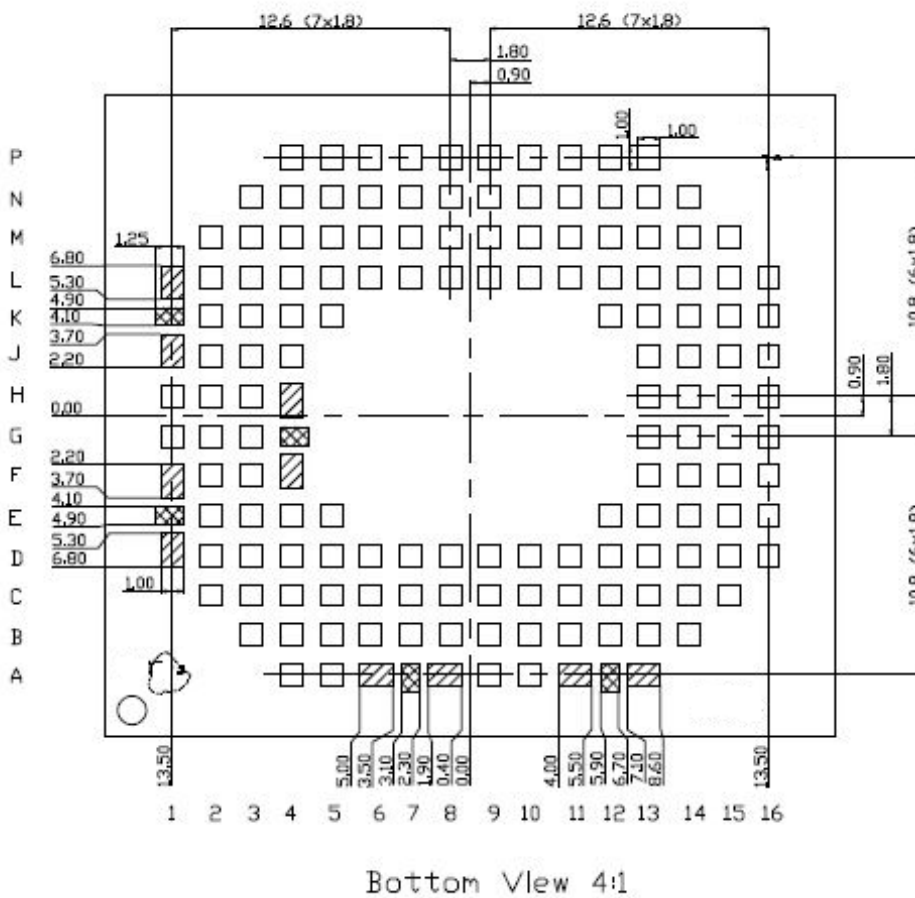 12.6 (7x1.8) 12.6 (7x1.8)
1.80
0.90
1.00 1.00
P
N
M
1.25
6.80
L
5.30
4.90
K
4.10
3.70
J
2.20
H
0.00
0.90 1.80
G
2.20
F
3.70
4.10
E
4.90
5.30
D
6.80
1.00
C
B
A
13.50 5.00 3.50 3.10 2.30 1.90 0.40 0.00 4.00 5.50 5.90 6.70 7.10 8.60 13.50
1 2 3 4 5 6 7 8 9 10 11 12 13 14 15 16
Bottom View 4:1